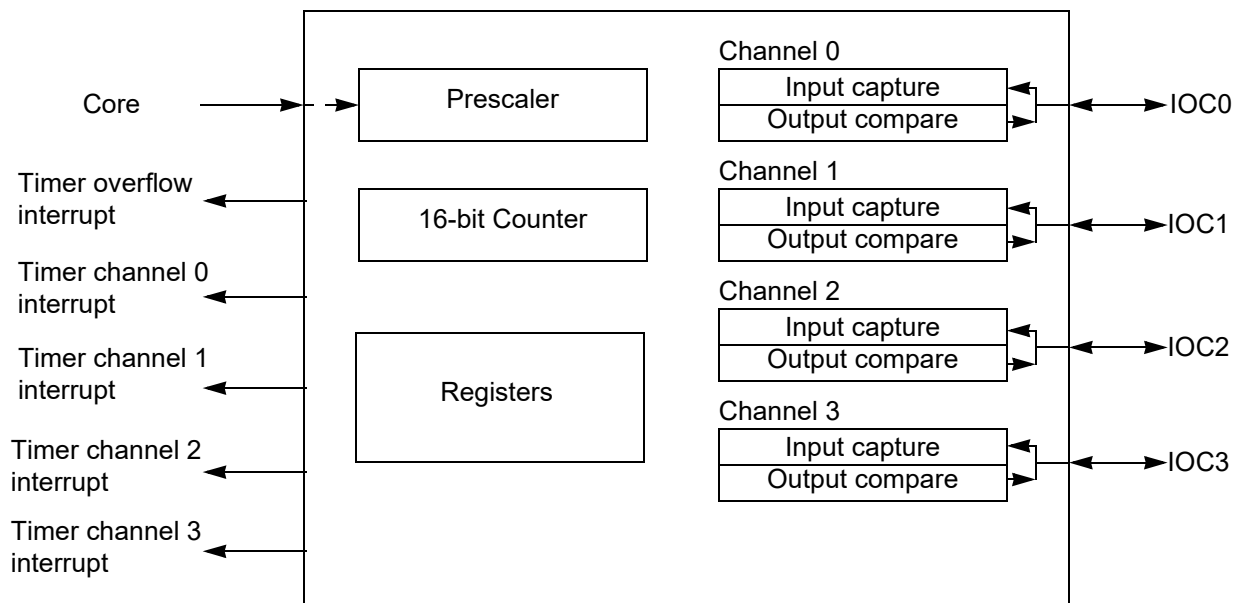 Core
Timer overflow
interrupt
Timer channel 0
interrupt
Timer channel 1
interrupt
Timer channel 2
interrupt
Timer channel 3
interrupt
Prescaler
16-bit Counter
Registers
Channel 0
Input capture
Output compare
IOC0
Channel 1
Input capture
Output compare
IOC1
Channel 2
Input capture
Output compare
IOC2
Channel 3
Input capture
Output compare
IOC3